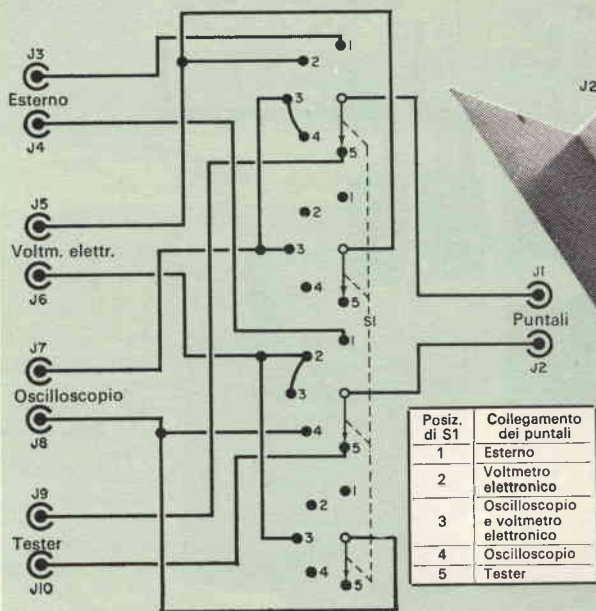 J3
Esterno
J4
J5
Voltm. elettr.
J6
J7
Oscilloscopio
J8
J9
Tester
J10
1
2
3
4
5
1
2
3
4
5
S1
1
2
3
4
5
1
2
3
4
5
J2
J1
Puntali
J2
Posiz. di S1
Collegamento dei puntali
1 Esterno
2 Voltmetro elettronico
3 Oscilloscopio e voltmetro elettronico
4 Oscilloscopio
5 Tester